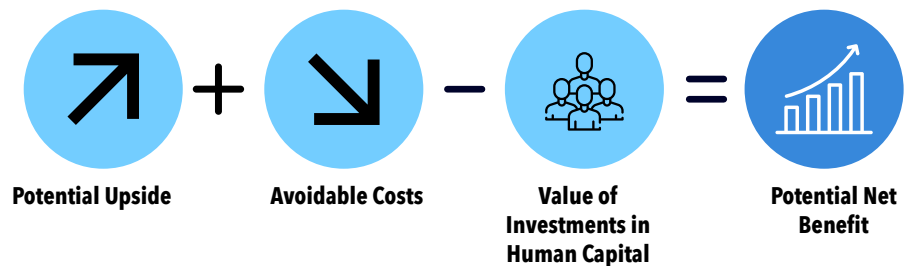 Potential Upside
+
Avoidable Costs
−
Value of
Investments in
Human Capital
=
Potential Net
Benefit